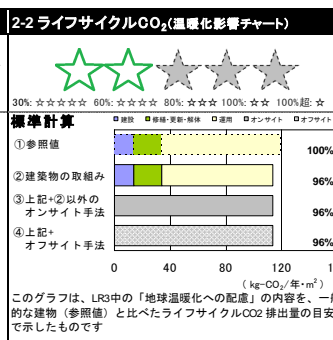 2-2 ライフサイクルCO₂(温暖化影響チャート)
30%: ☆☆☆☆☆ 60%: ☆☆☆☆ 80%: ☆☆☆ 100%: ☆☆ 100%超: ☆
標準計算
建設 修繕・更新・解体 運用 オンサイト オフサイト
①参照値 100%
②建築物の取組み 96%
③上記+②以外の
オンサイト手法 96%
④上記+
オフサイト手法 96%
0 40 80 120
( kg-CO₂/年・m² )
このグラフは、LR3中の「地球温暖化への配慮」の内容を、一般
的な建物(参照値)と比べたライフサイクルCO2 排出量の目安
で示したものです